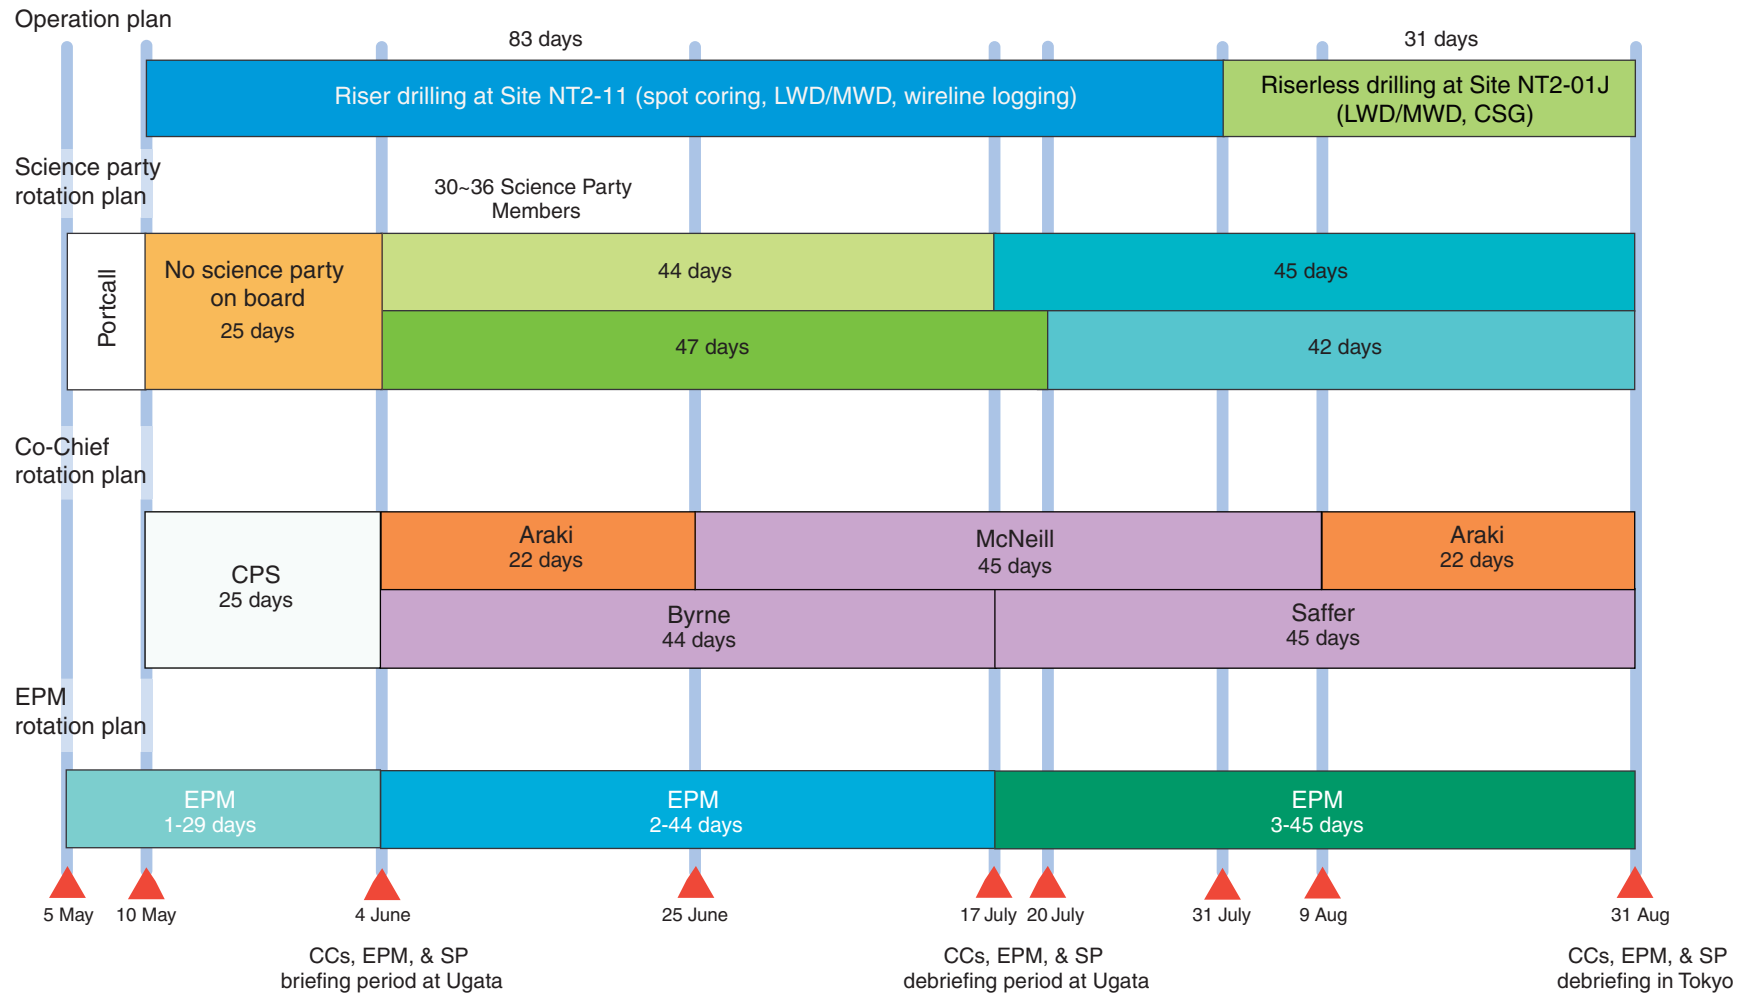 Operation plan
83 days
31 days
Riser drilling at Site NT2-11 (spot coring, LWD/MWD, wireline logging)
Riserless drilling at Site NT2-01J
(LWD/MWD, CSG)
Science party
rotation plan
30~36 Science Party
Members
Portcall
No science party
on board
25 days
44 days
45 days
47 days
42 days
Co-Chief
rotation plan
CPS
25 days
Araki
22 days
McNeill
45 days
Araki
22 days
Byrne
44 days
Saffer
45 days
EPM
rotation plan
EPM
1-29 days
EPM
2-44 days
EPM
3-45 days
5 May
10 May
4 June
25 June
17 July
20 July
31 July
9 Aug
31 Aug
CCs, EPM, & SP
briefing period at Ugata
CCs, EPM, & SP
debriefing period at Ugata
CCs, EPM, & SP
debriefing in Tokyo